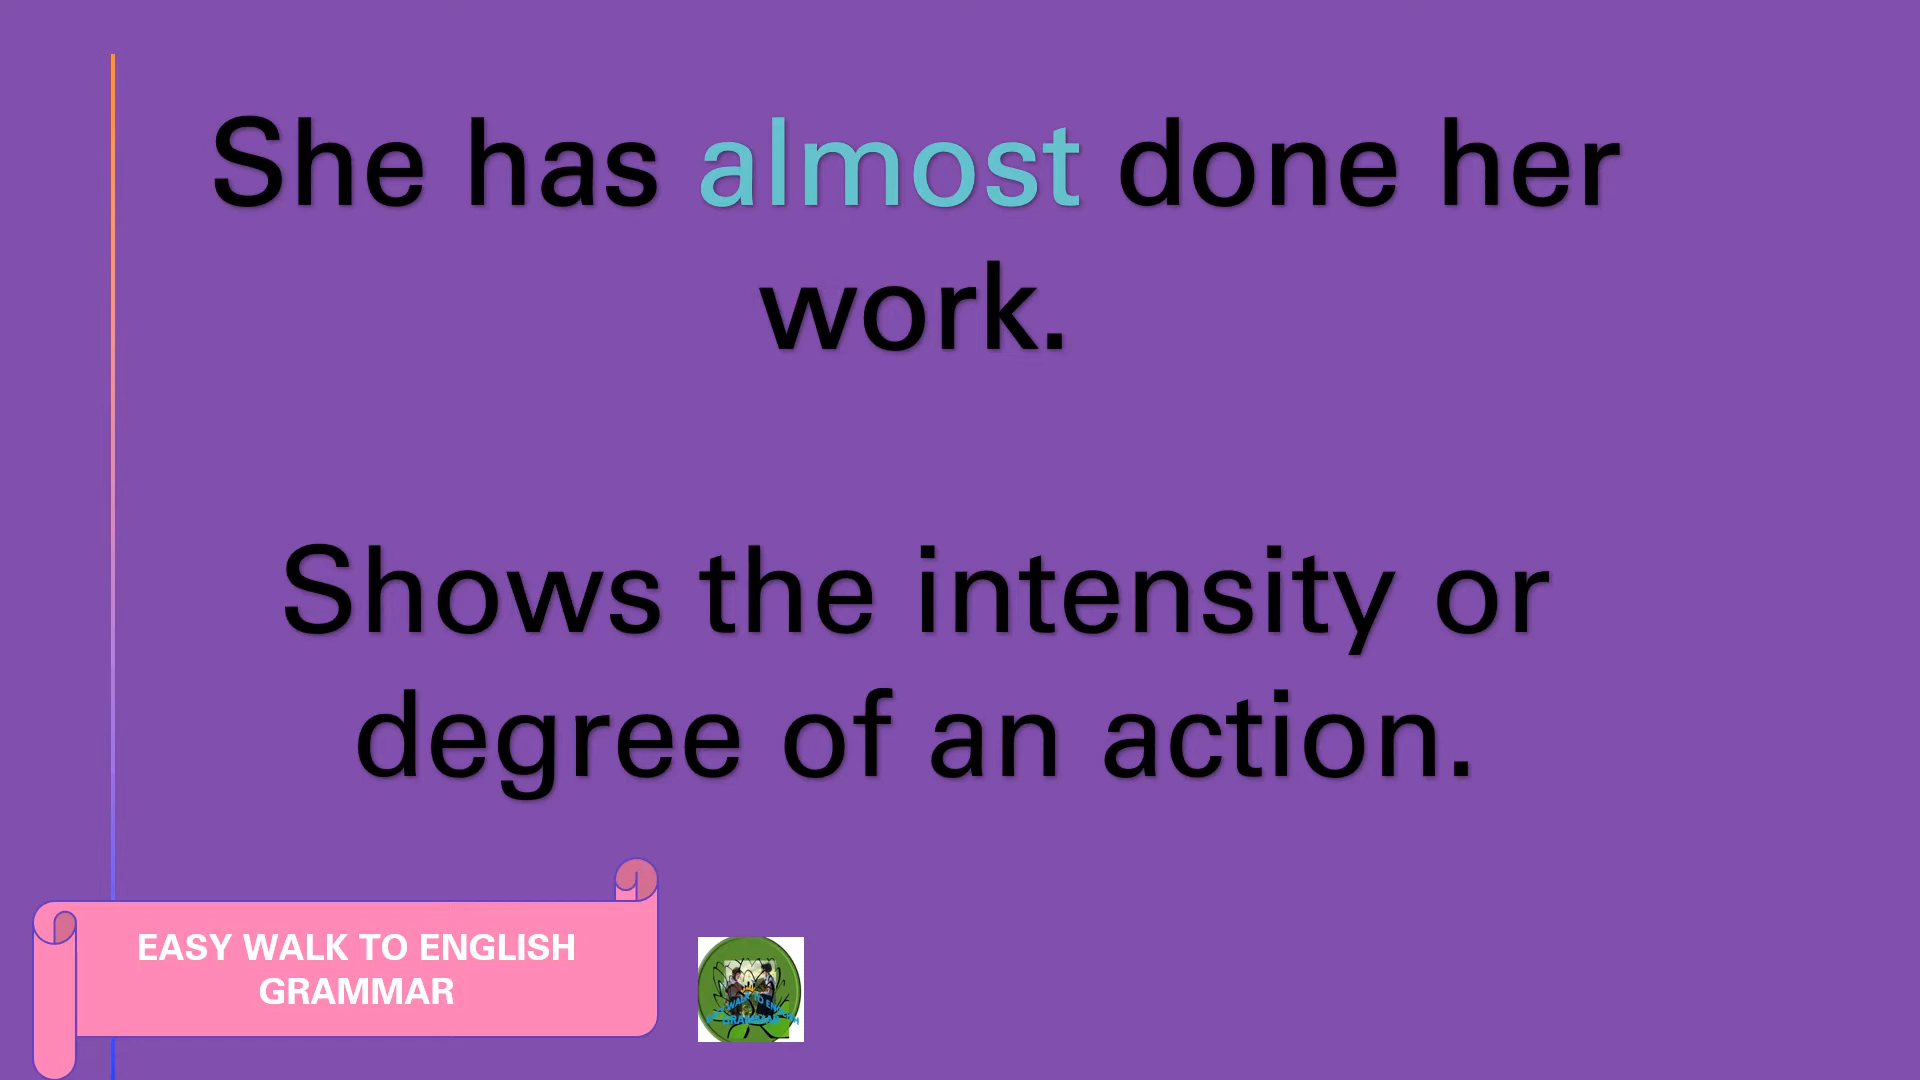 She has almost done her
work.
Shows the intensity or
degree of an action.
EASY WALK TO ENGLISH
GRAMMAR